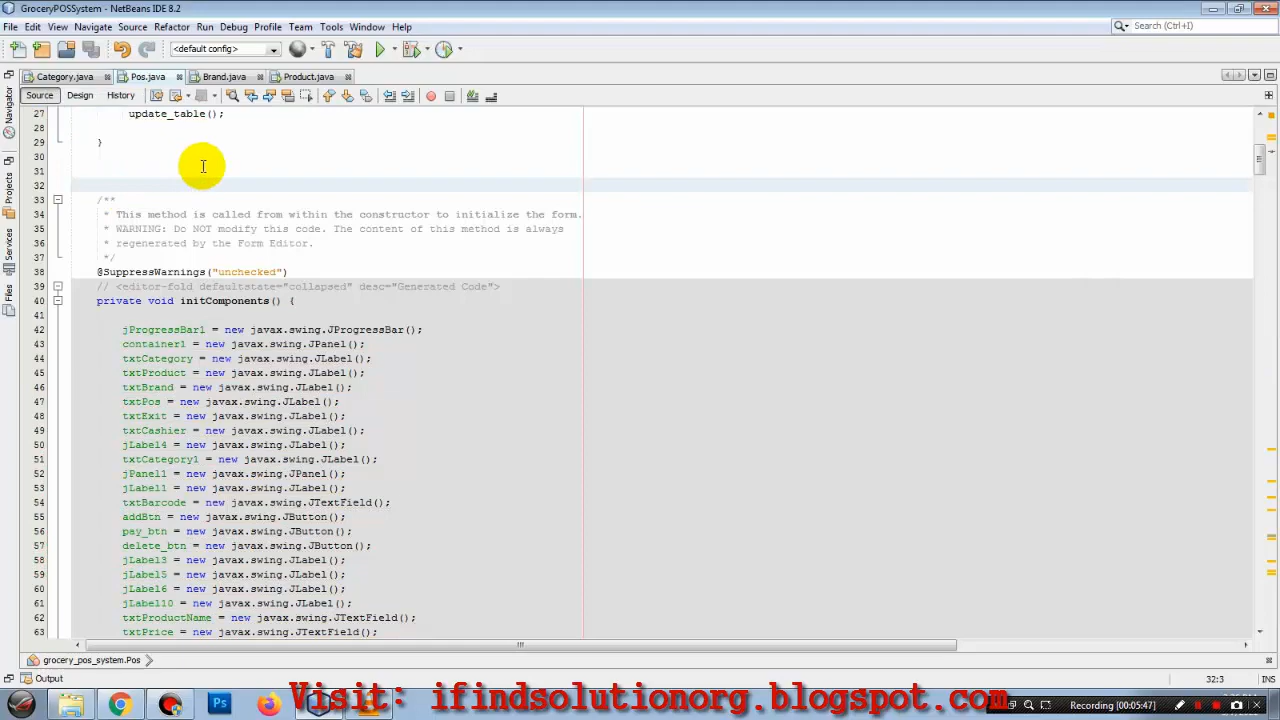 GroceryPOSSystem - NetBeans IDE 8.2
File Edit View Navigate Source Refactor Run Debug Profile Team Tools Window Help
Search (Ctrl+I)
<default config>
Category.java Pos.java Brand.java Product.java
Source Design History
Navigator
Projects
Services
Files
27 update_table();
28
29 }
30
31
32
33 /**
34 * This method is called from within the constructor to initialize the form.
35 * WARNING: Do NOT modify this code. The content of this method is always
36 * regenerated by the Form Editor.
37 */
38 @SuppressWarnings("unchecked")
39 // <editor-fold defaultstate="collapsed" desc="Generated Code">
40 private void initComponents() {
41
42 jProgressBar1 = new javax.swing.JProgressBar();
43 container1 = new javax.swing.JPanel();
44 txtCategory = new javax.swing.JLabel();
45 txtProduct = new javax.swing.JLabel();
46 txtBrand = new javax.swing.JLabel();
47 txtPos = new javax.swing.JLabel();
48 txtExit = new javax.swing.JLabel();
49 txtCashier = new javax.swing.JLabel();
50 jLabel4 = new javax.swing.JLabel();
51 txtCategory1 = new javax.swing.JLabel();
52 jPanel1 = new javax.swing.JPanel();
53 jLabel1 = new javax.swing.JLabel();
54 txtBarcode = new javax.swing.JTextField();
55 addBtn = new javax.swing.JButton();
56 pay_btn = new javax.swing.JButton();
57 delete_btn = new javax.swing.JButton();
58 jLabel3 = new javax.swing.JLabel();
59 jLabel5 = new javax.swing.JLabel();
60 jLabel6 = new javax.swing.JLabel();
61 jLabel10 = new javax.swing.JLabel();
62 txtProductName = new javax.swing.JTextField();
63 txtPrice = new javax.swing.JTextField();
grocery_pos_system.Pos
Output
32:3 INS
Ps
Visit: ifindsolutionorg.blogspot.com
00:05:47